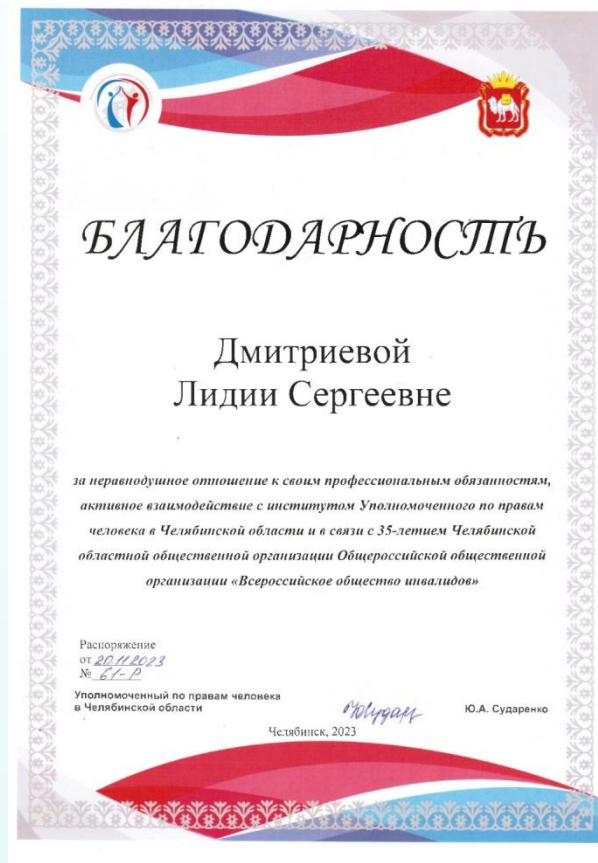 БЛАГОДАРНОСТЬ
Дмитриевой
Лидии Сергеевне
за неравнодушное отношение к своим профессиональным обязанностям,
активное взаимодействие с институтом Уполномоченного по правам
человека в Челябинской области и в связи с 35-летием Челябинской
областной общественной организации Общероссийской общественной
организации «Всероссийское общество инвалидов»
Распоряжение
от 20.11.2023
№ 61-Р
Уполномоченный по правам человека
в Челябинской области
Ю.А. Сударенко
Челябинск, 2023